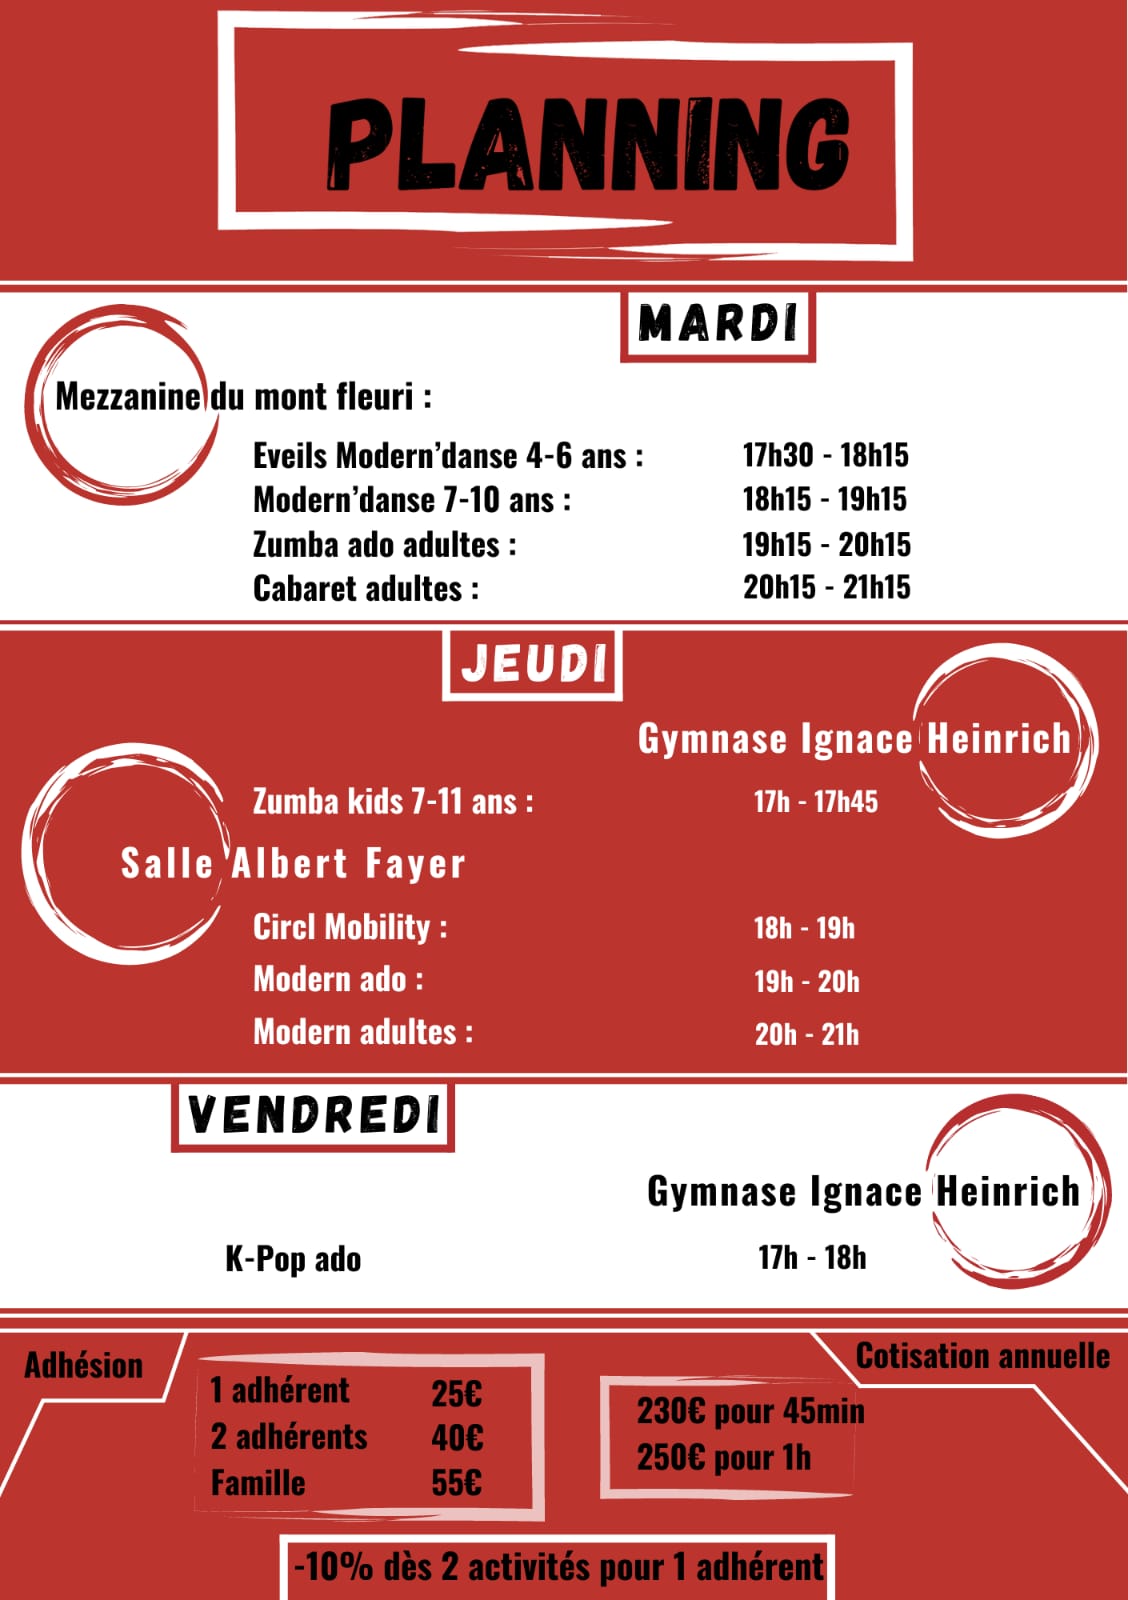 PLANNING
MARDI
Mezzanine du mont fleuri :
Eveils Modern'danse 4-6 ans : 17h30 - 18h15
Modern'danse 7-10 ans : 18h15 - 19h15
Zumba ado adultes : 19h15 - 20h15
Cabaret adultes : 20h15 - 21h15
JEUDI
Gymnase Ignace Heinrich
Zumba kids 7-11 ans : 17h - 17h45
Salle Albert Fayer
Circl Mobility : 18h - 19h
Modern ado : 19h - 20h
Modern adultes : 20h - 21h
VENDREDI
Gymnase Ignace Heinrich
K-Pop ado 17h - 18h
Adhésion
1 adhérent 25€
2 adhérents 40€
Famille 55€
Cotisation annuelle
230€ pour 45min
250€ pour 1h
-10% dès 2 activités pour 1 adhérent